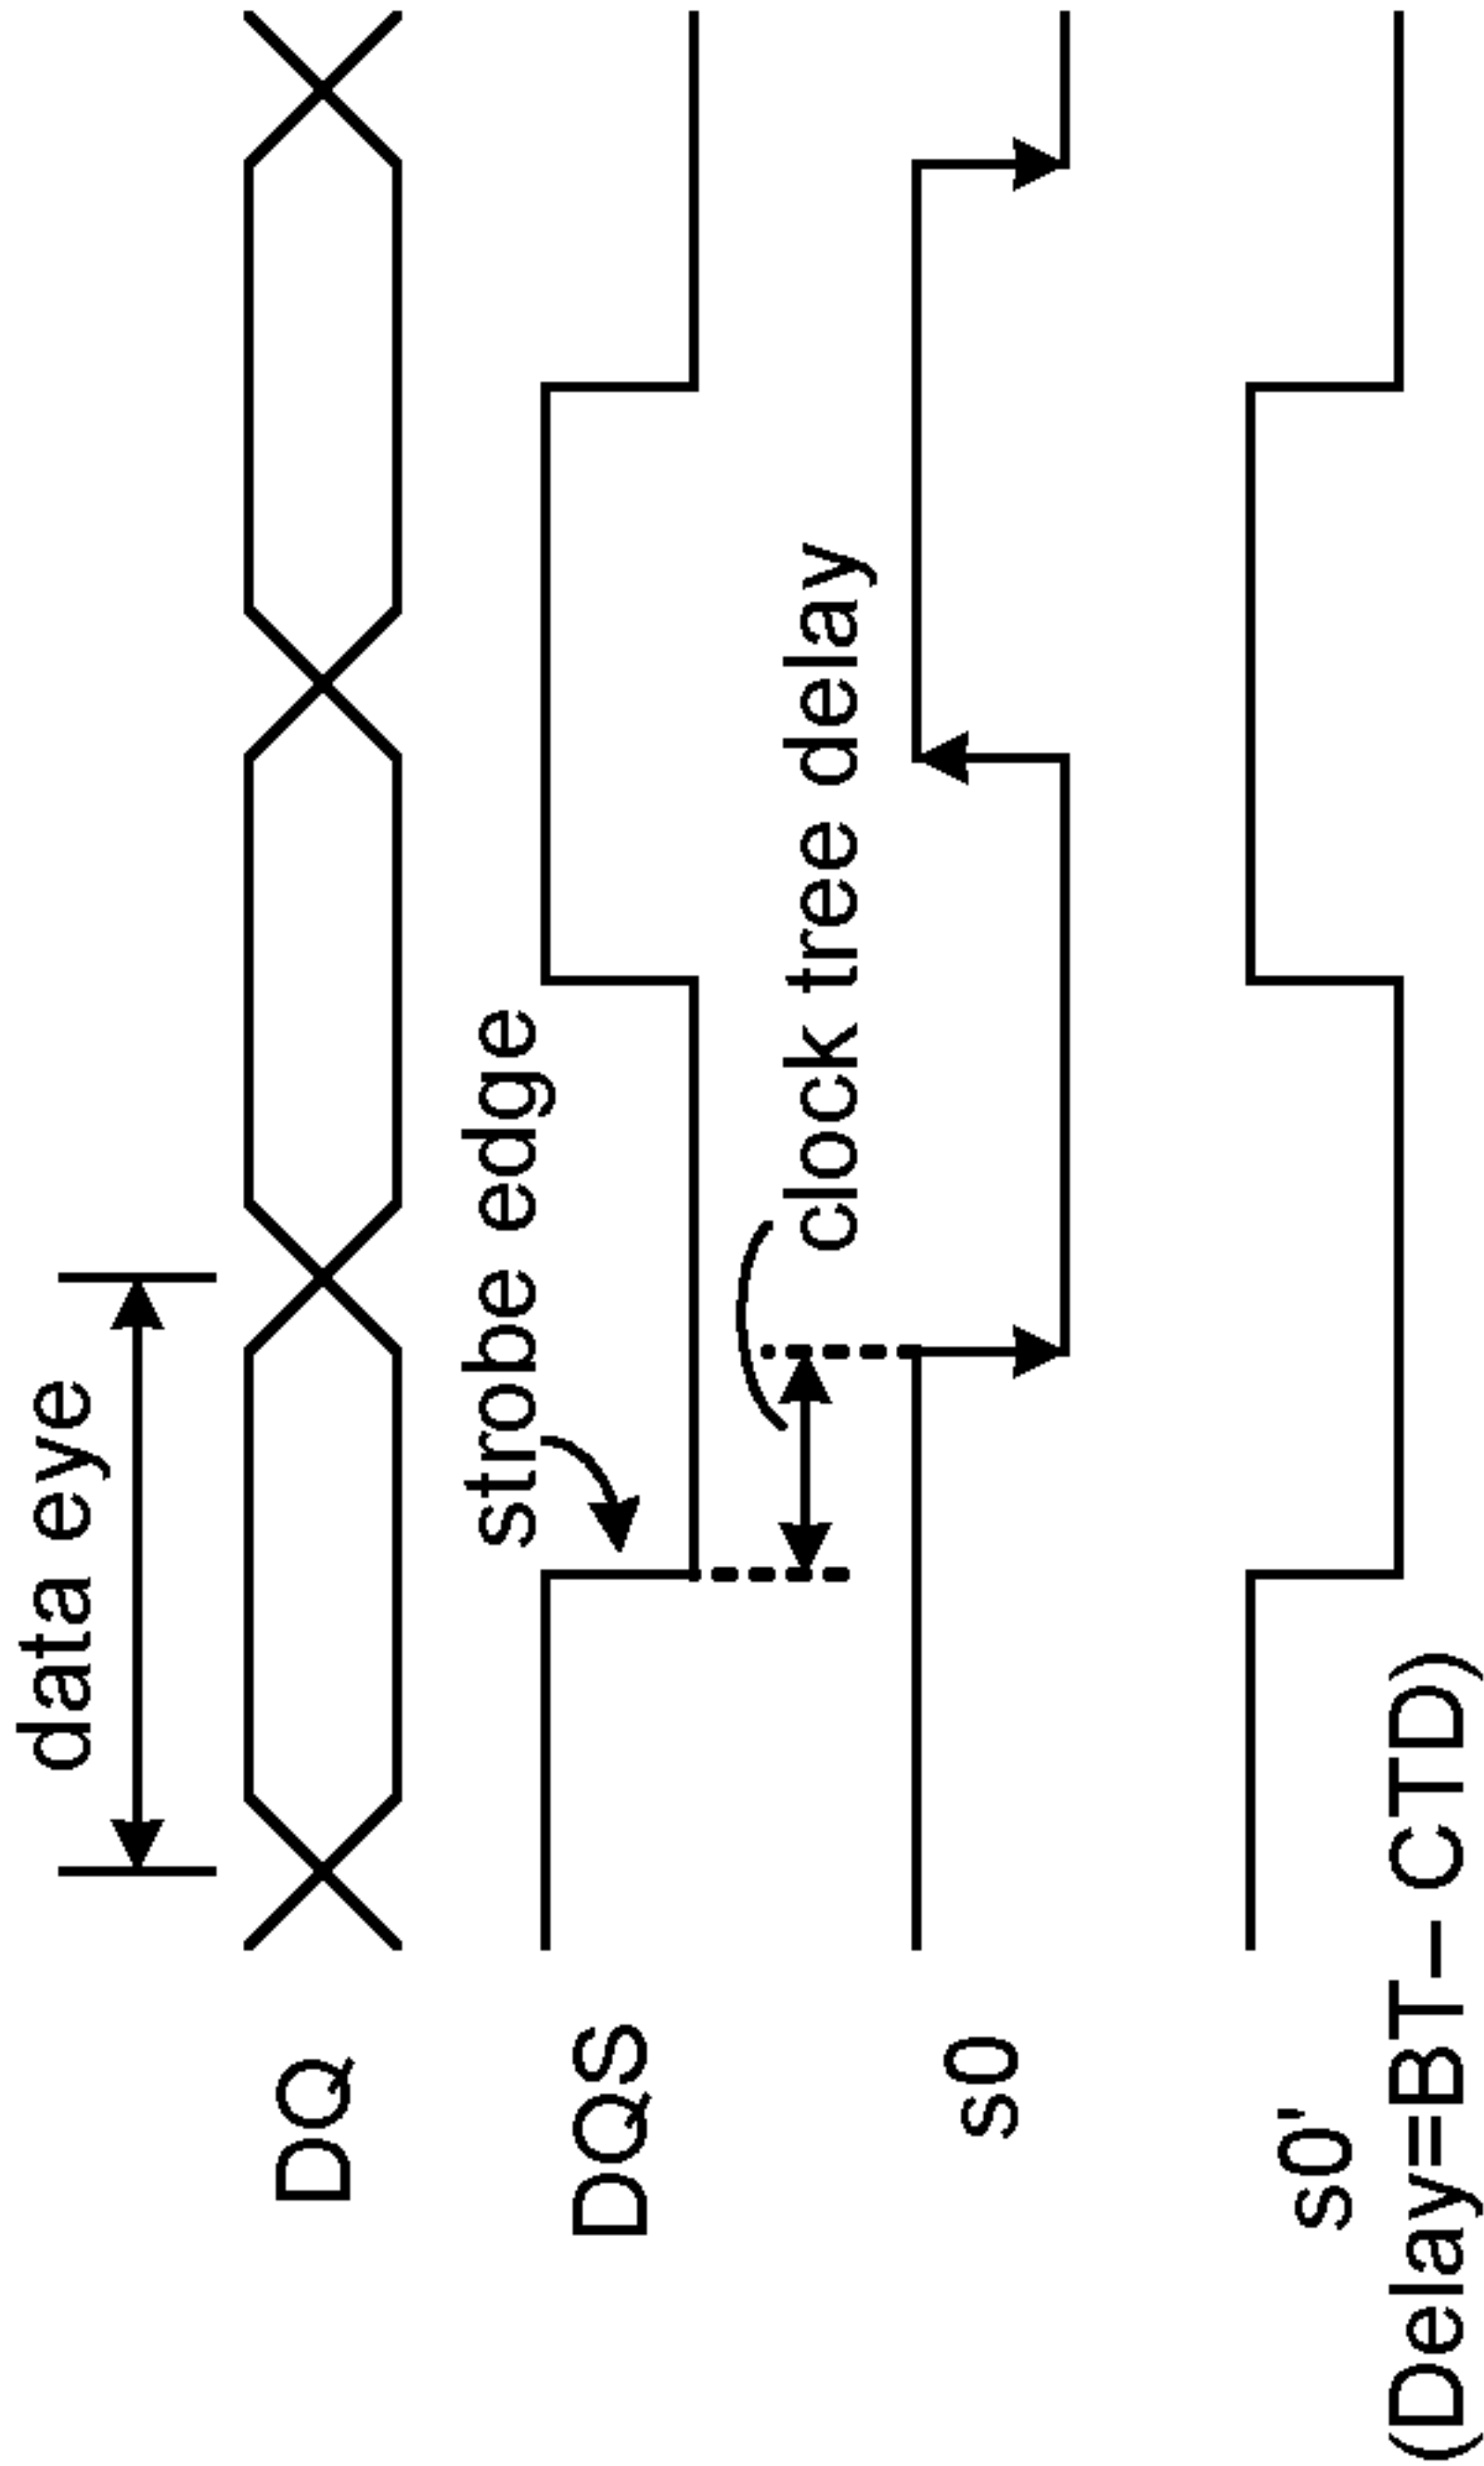 data eye
DQ
strobe edge
DQS
clock tree delay
s0
s0'
(Delay=BT– CTD)